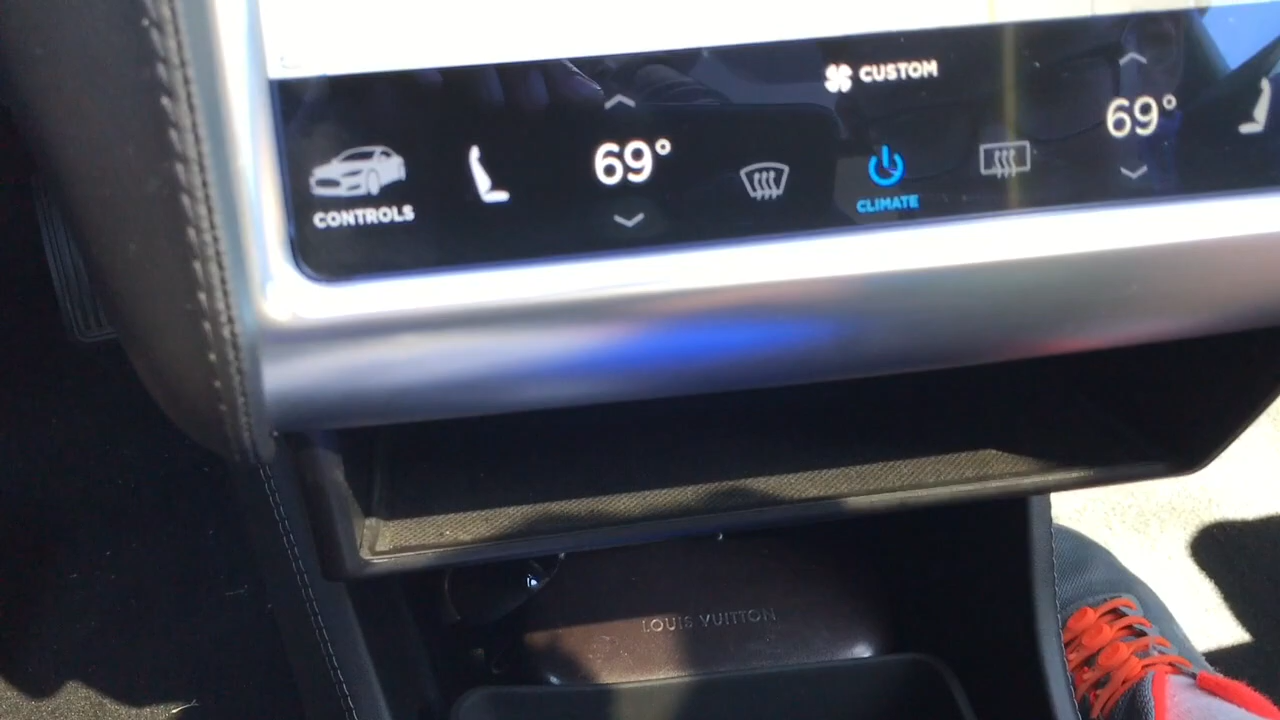 CUSTOM
69°
69°
CONTROLS
CLIMATE
LOUIS VUITTON